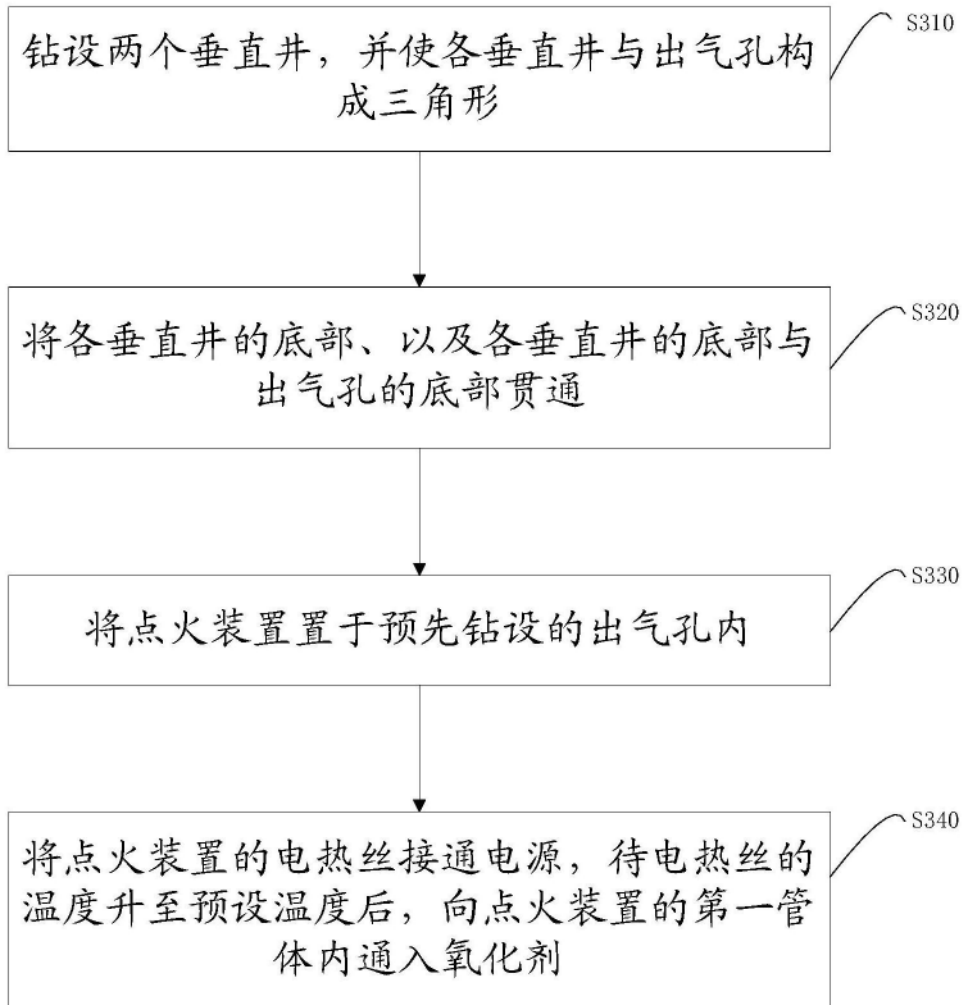 钻设两个垂直井，并使各垂直井与出气孔构
成三角形
S310
将各垂直井的底部、以及各垂直井的底部与
出气孔的底部贯通
S320
将点火装置置于预先钻设的出气孔内
S330
将点火装置的电热丝接通电源，待电热丝的
温度升至预设温度后，向点火装置的第一管
体内通入氧化剂
S340